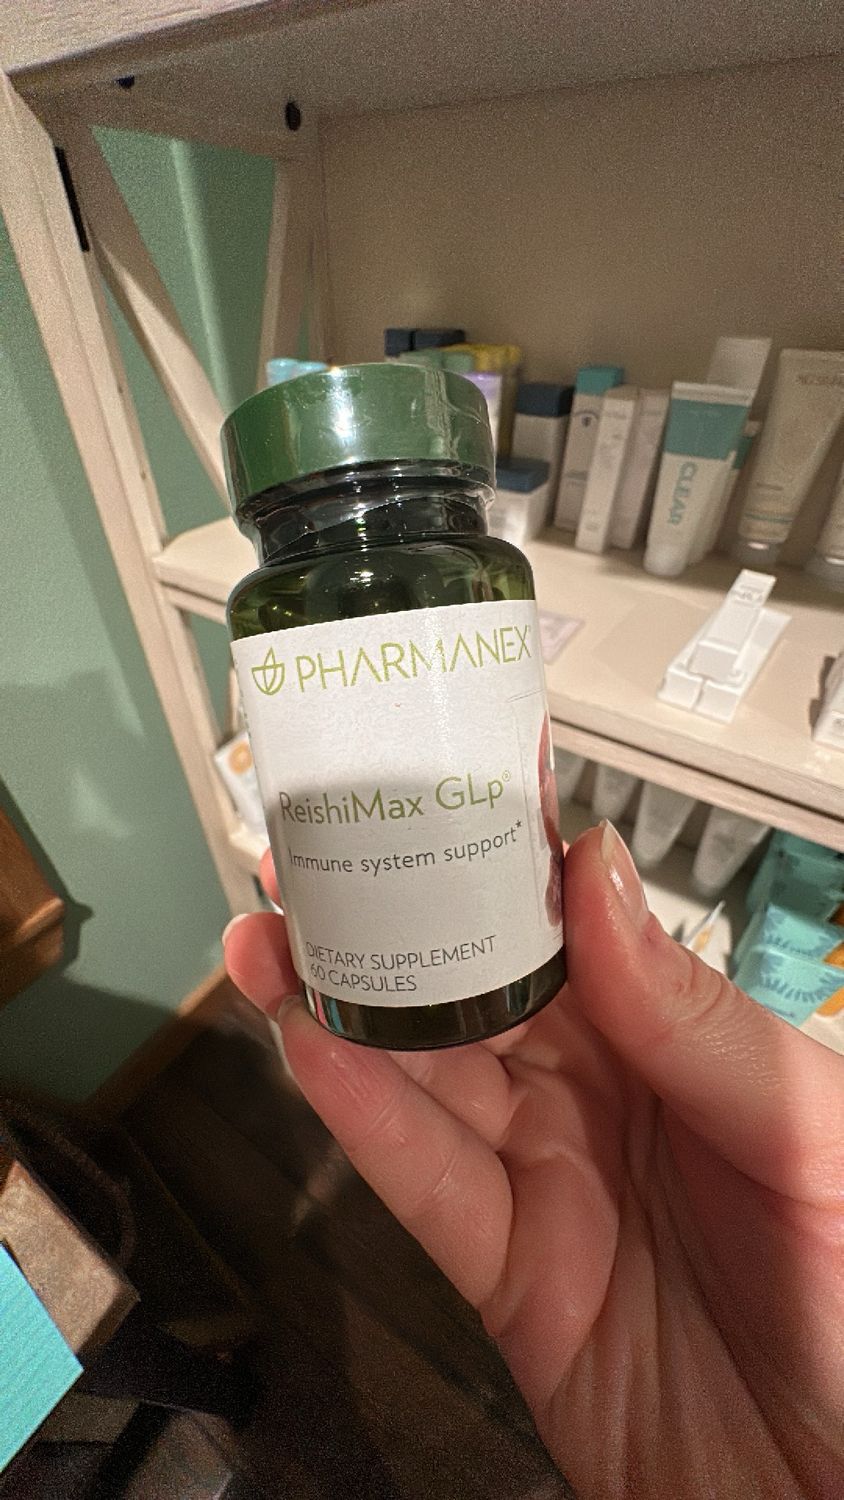 PHARMANEX®
ReishiMax GLp®
Immune system support*
DIETARY SUPPLEMENT
60 CAPSULES
CLEAR